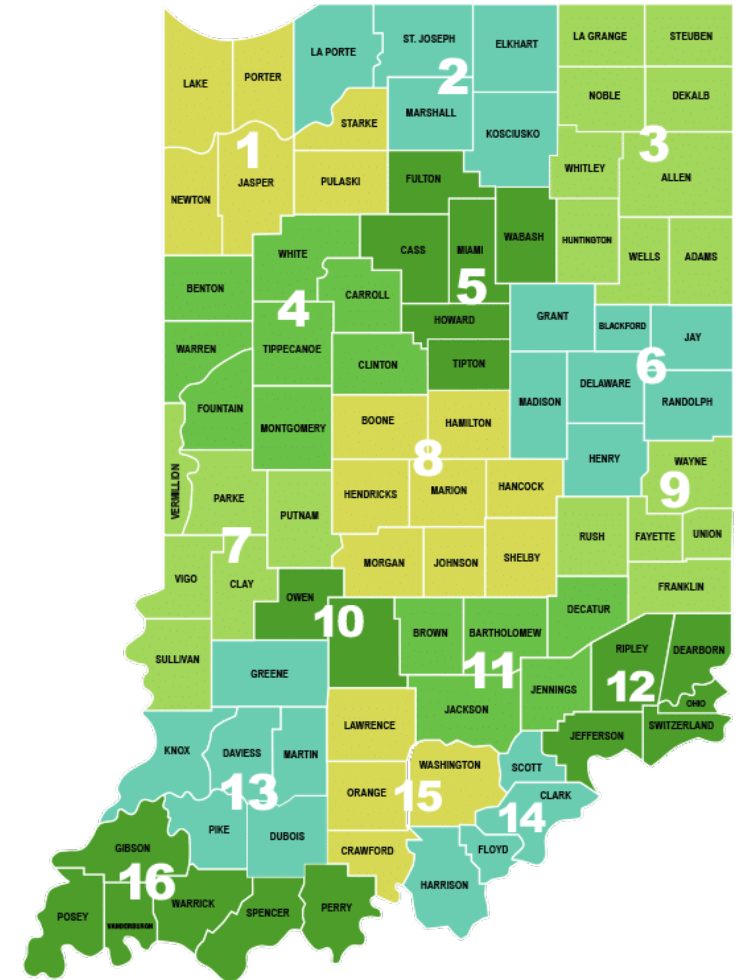 LA PORTE
ST. JOSEPH
ELKHART
LA GRANGE
STEUBEN
LAKE
PORTER
2
NOBLE
DEKALB
STARKE
MARSHALL
KOSCIUSKO
1
3
JASPER
PULASKI
FULTON
WHITLEY
ALLEN
NEWTON
WHITE
CASS
MIAMI
WABASH
HUNTINGTON
WELLS
ADAMS
BENTON
CARROLL
5
4
HOWARD
GRANT
BLACKFORD
JAY
WARREN
TIPPECANOE
CLINTON
TIPTON
6
DELAWARE
FOUNTAIN
MADISON
RANDOLPH
MONTGOMERY
BOONE
HAMILTON
8
HENRY
WAYNE
VERMILLION
PARKE
HENDRICKS
MARION
HANCOCK
9
PUTNAM
7
RUSH
FAYETTE
UNION
VIGO
CLAY
MORGAN
JOHNSON
SHELBY
FRANKLIN
OWEN
10
DECATUR
BROWN
BARTHOLOMEW
RIPLEY
DEARBORN
SULLIVAN
GREENE
11
12
JENNINGS
OHIO
JACKSON
LAWRENCE
SWITZERLAND
JEFFERSON
KNOX
DAVIESS
MARTIN
WASHINGTON
SCOTT
13
ORANGE
15
CLARK
14
PIKE
DUBOIS
GIBSON
CRAWFORD
FLOYD
16
HARRISON
POSEY
WARRICK
SPENCER
PERRY
VANDERBURGH